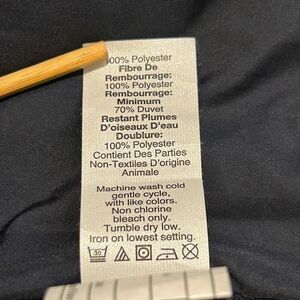 100% Polyester
Fibre De
Rembourrage:
100% Polyester
Rembourrage:
Minimum
70% Duvet
Restant Plumes
D'oiseaux D'eau
Doublure:
100% Polyester
Contient Des Parties
Non-Textiles D'origine
Animale
Machine wash cold
gentle cycle,
with like colors.
Non chlorine
bleach only.
Tumble dry low.
Iron on lowest setting.
30